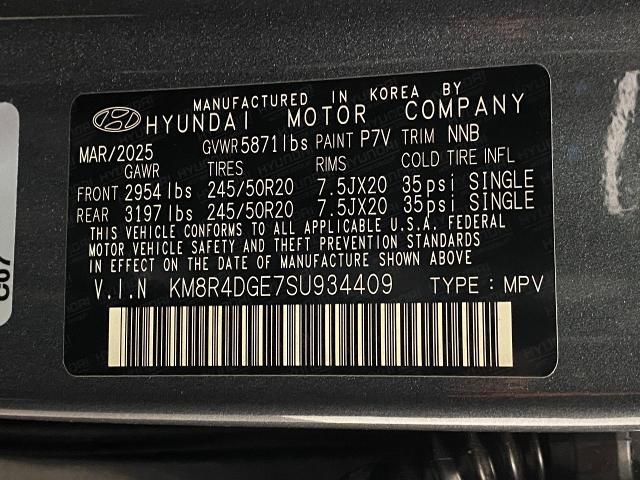 MANUFACTURED IN KOREA BY
HYUNDAI MOTOR COMPANY
MAR/2025 GVWR 5871 lbs PAINT P7V TRIM NNB
GAWR TIRES RIMS COLD TIRE INFL
FRONT 2954 lbs 245/50R20 7.5JX20 35psi SINGLE
REAR 3197 lbs 245/50R20 7.5JX20 35psi SINGLE
THIS VEHICLE CONFORMS TO ALL APPLICABLE U.S.A. FEDERAL
MOTOR VEHICLE SAFETY AND THEFT PREVENTION STANDARDS
IN EFFECT ON THE DATE OF MANUFACTURE SHOWN ABOVE
V.I.N KM8R4DGE7SU934409 TYPE : MPV